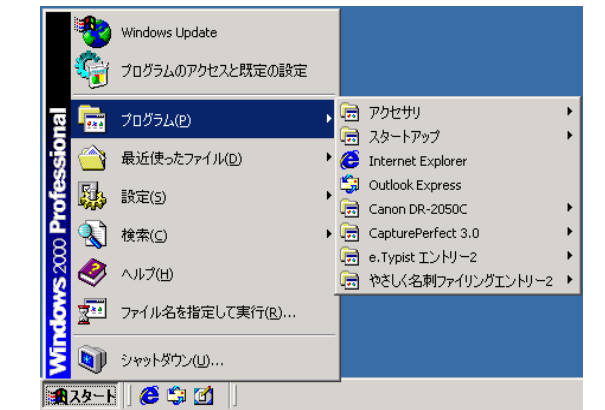 Windows Update
プログラムのアクセスと既定の設定
プログラム(P)
最近使ったファイル(D)
設定(S)
検索(C)
ヘルプ(H)
ファイル名を指定して実行(R)...
シャットダウン(U)...
Windows 2000 Professional
アクセサリ
スタートアップ
Internet Explorer
Outlook Express
Canon DR-2050C
CapturePerfect 3.0
e.Typist エントリー2
やさしく名刺ファイリングエントリー2
スタート